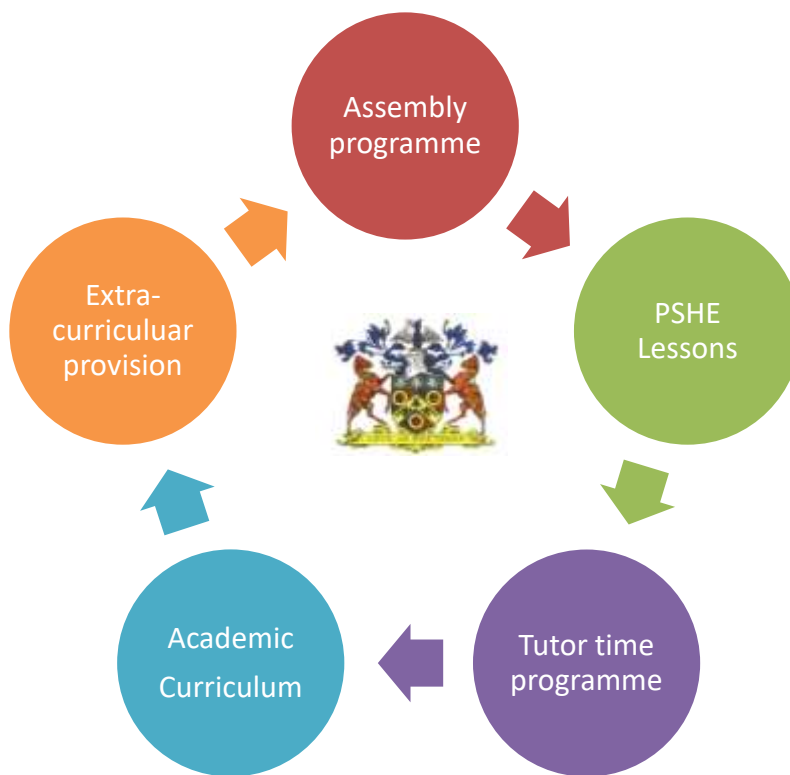 Assembly
programme
PSHE
Lessons
Tutor time
programme
Academic
Curriculum
Extra-
curriculuar
provision